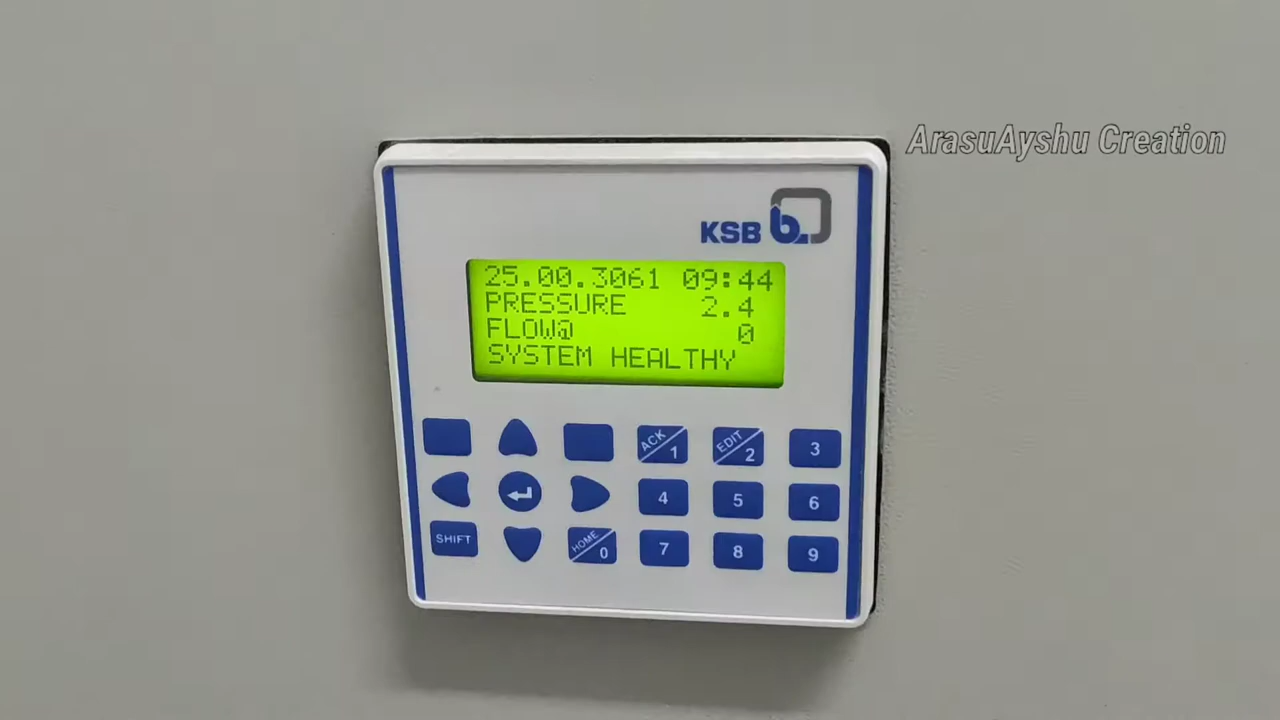 ArasuAyshu Creation
KSB b.
25.00.3061 09:44
PRESSURE 2.4
FLOW@ 0
SYSTEM HEALTHY
ACK 1 EDIT 2 3
4 5 6
SHIFT HOME 0 7 8 9